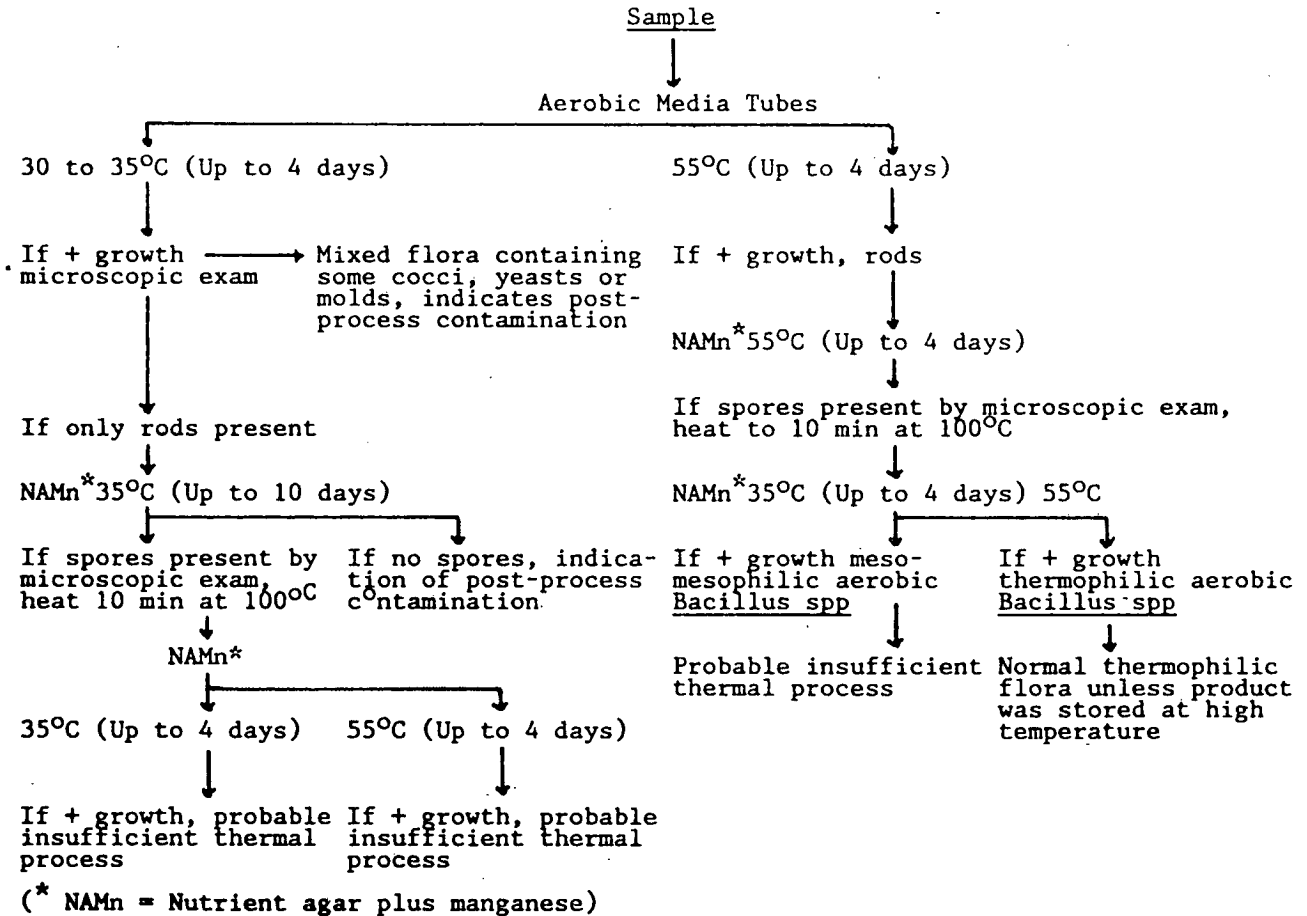 Sample
Aerobic Media Tubes
30 to 35°C (Up to 4 days)
If + growth
microscopic exam
Mixed flora containing
some cocci, yeasts or
molds, indicates post-
process contamination
If only rods present
NAMn*35°C (Up to 10 days)
If spores present by
microscopic exam,
heat 10 min at 100°C
If no spores, indica-
tion of post-process
contamination
NAMn*
35°C (Up to 4 days)
If + growth, probable
insufficient thermal
process
55°C (Up to 4 days)
If + growth, probable
insufficient thermal
process
55°C (Up to 4 days)
If + growth, rods
NAMn*55°C (Up to 4 days)
If spores present by microscopic exam,
heat to 10 min at 100°C
NAMn*35°C (Up to 4 days) 55°C
If + growth meso-
mesophilic aerobic
Bacillus spp
Probable insufficient
thermal process
If + growth
thermophilic aerobic
Bacillus spp
Normal thermophilic
flora unless product
was stored at high
temperature
(* NAMn = Nutrient agar plus manganese)